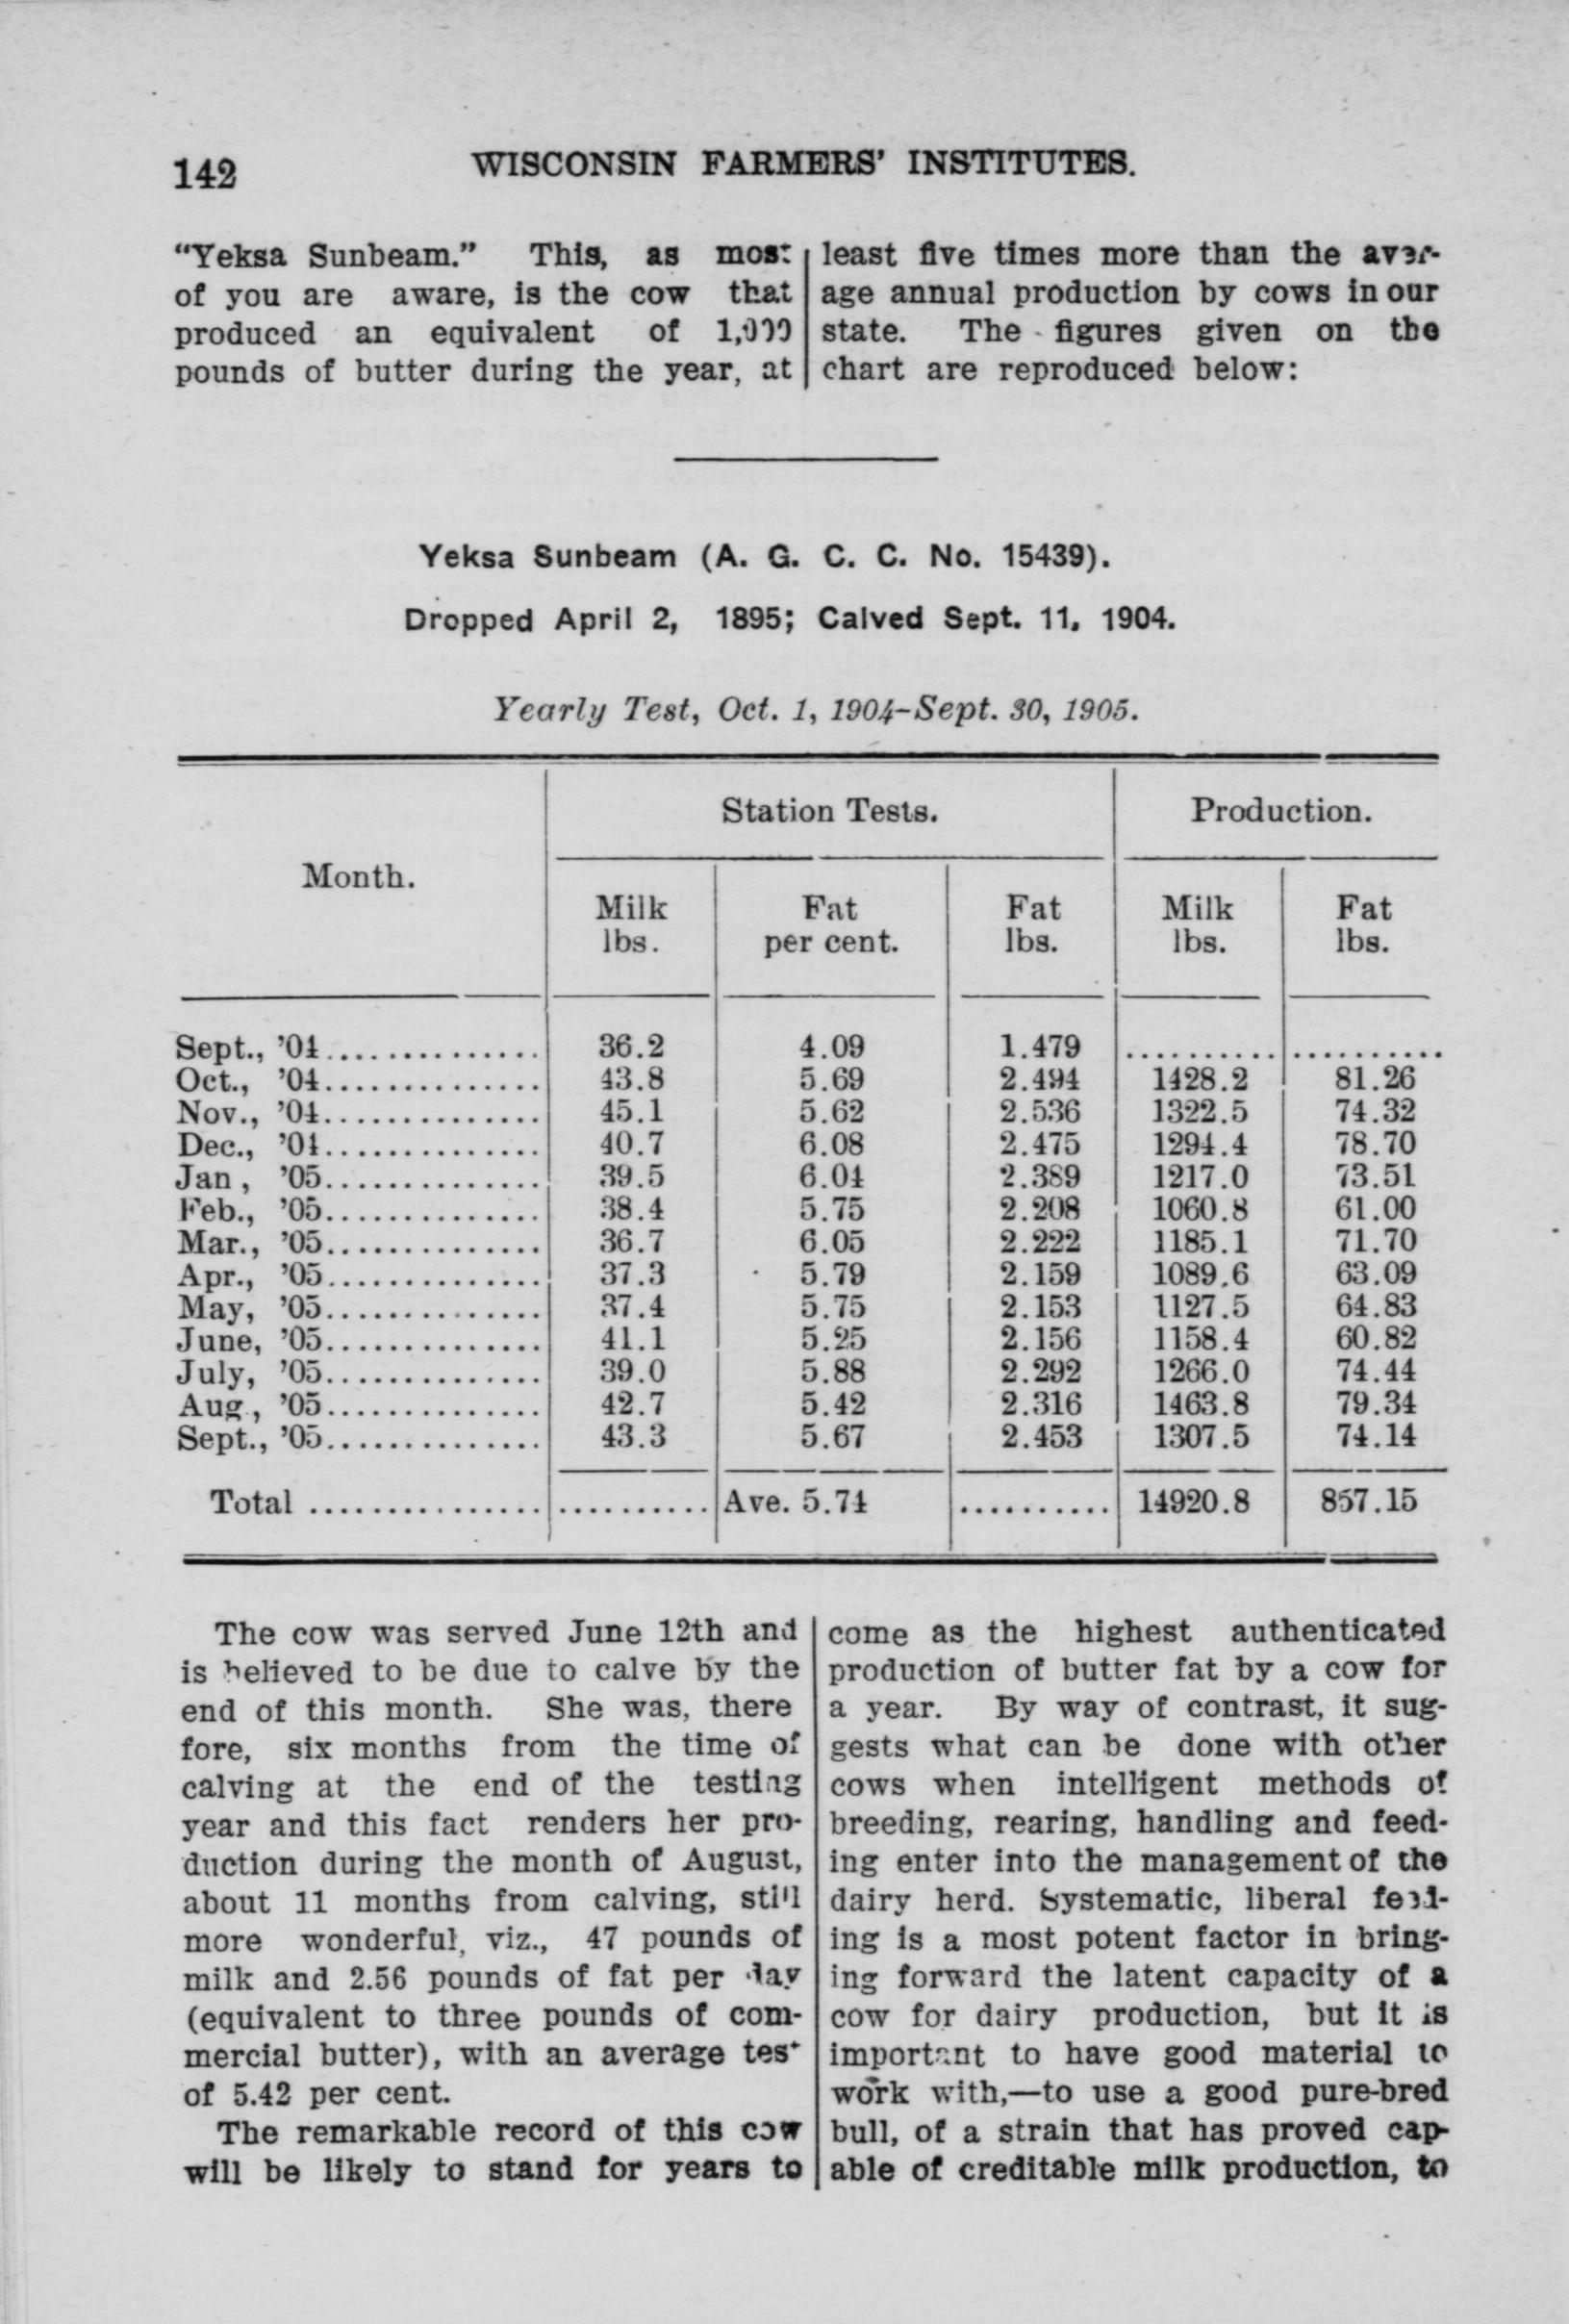 142
WISCONSIN FARMERS' INSTITUTES.
"Yeksa Sunbeam." This, as most
of you are aware, is the cow that
produced an equivalent of 1,000
pounds of butter during the year, at
least five times more than the aver-
age annual production by cows in our
state. The figures given on the
chart are reproduced below:
Yeksa Sunbeam (A. G. C. C. No. 15439).
Dropped April 2, 1895; Calved Sept. 11, 1904.
Yearly Test, Oct. 1, 1904-Sept. 30, 1905.
Month. Station Tests. Production.
Milk lbs. Fat per cent. Fat lbs. Milk lbs. Fat lbs.
Sept., '04............... 36.2 4.09 1.479 .......... ..........
Oct., '04............... 43.8 5.69 2.494 1428.2 81.26
Nov., '04............... 45.1 5.62 2.536 1322.5 74.32
Dec., '04............... 40.7 6.08 2.475 1294.4 78.70
Jan , '05............... 39.5 6.04 2.389 1217.0 73.51
Feb., '05............... 38.4 5.75 2.208 1060.8 61.00
Mar., '05............... 36.7 6.05 2.222 1185.1 71.70
Apr., '05............... 37.3 5.79 2.159 1089.6 63.09
May, '05............... 37.4 5.75 2.153 1127.5 64.83
June, '05............... 41.1 5.25 2.156 1158.4 60.82
July, '05............... 39.0 5.88 2.292 1266.0 74.44
Aug., '05............... 42.7 5.42 2.316 1463.8 79.34
Sept., '05............... 43.3 5.67 2.453 1307.5 74.14
Total ............... .......... Ave. 5.74 .......... 14920.8 857.15
The cow was served June 12th and
is believed to be due to calve by the
end of this month. She was, there
fore, six months from the time of
calving at the end of the testing
year and this fact renders her pro-
duction during the month of August,
about 11 months from calving, still
more wonderful, viz., 47 pounds of
milk and 2.56 pounds of fat per day
(equivalent to three pounds of com-
mercial butter), with an average test
of 5.42 per cent.
The remarkable record of this cow
will be likely to stand for years to
come as the highest authenticated
production of butter fat by a cow for
a year. By way of contrast, it sug-
gests what can be done with other
cows when intelligent methods of
breeding, rearing, handling and feed-
ing enter into the management of the
dairy herd. Systematic, liberal feed-
ing is a most potent factor in bring-
ing forward the latent capacity of a
cow for dairy production, but it is
important to have good material to
work with,—to use a good pure-bred
bull, of a strain that has proved cap-
able of creditable milk production, to